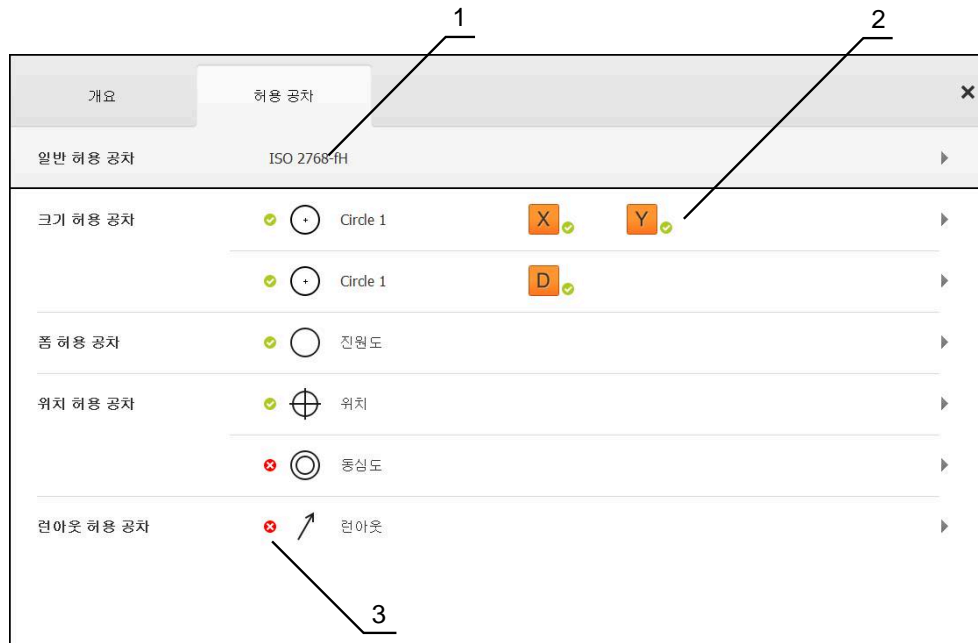 1
2
개요 허용 공차
일반 허용 공차 ISO 2768-fH
크기 허용 공차 Circle 1 X Y
Circle 1 D
폼 허용 공차 진원도
위치 허용 공차 위치
동심도
런아웃 허용 공차 런아웃
3